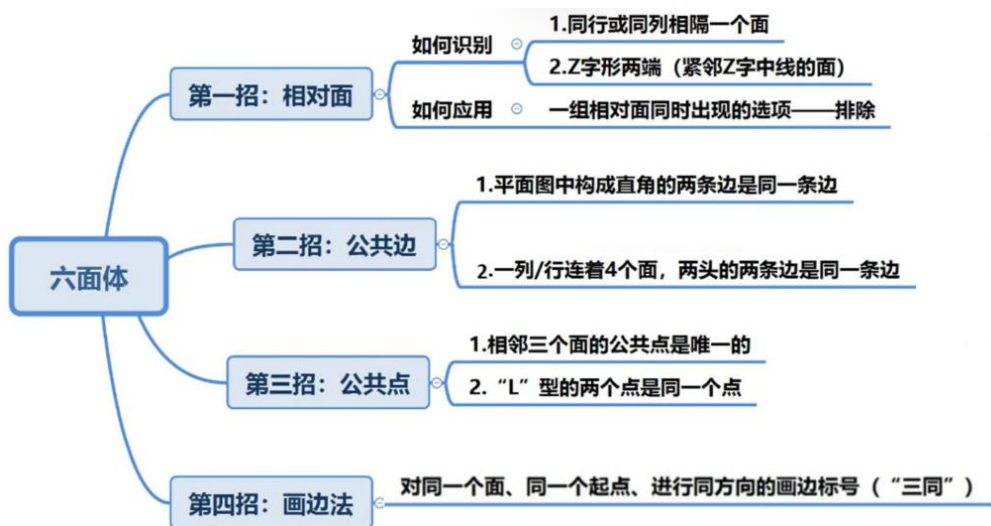 六面体
第一招：相对面
如何识别
1.同行或同列相隔一个面
2.Z字形两端（紧邻Z字中线的面）
如何应用
一组相对面同时出现的选项——排除
第二招：公共边
1.平面图中构成直角的两条边是同一条边
2.一列/行连着4个面，两头的两条边是同一条边
第三招：公共点
1.相邻三个面的公共点是唯一的
2.“L”型的两个点是同一个点
第四招：画边法
对同一个面、同一个起点、进行同方向的画边标号（“三同”）